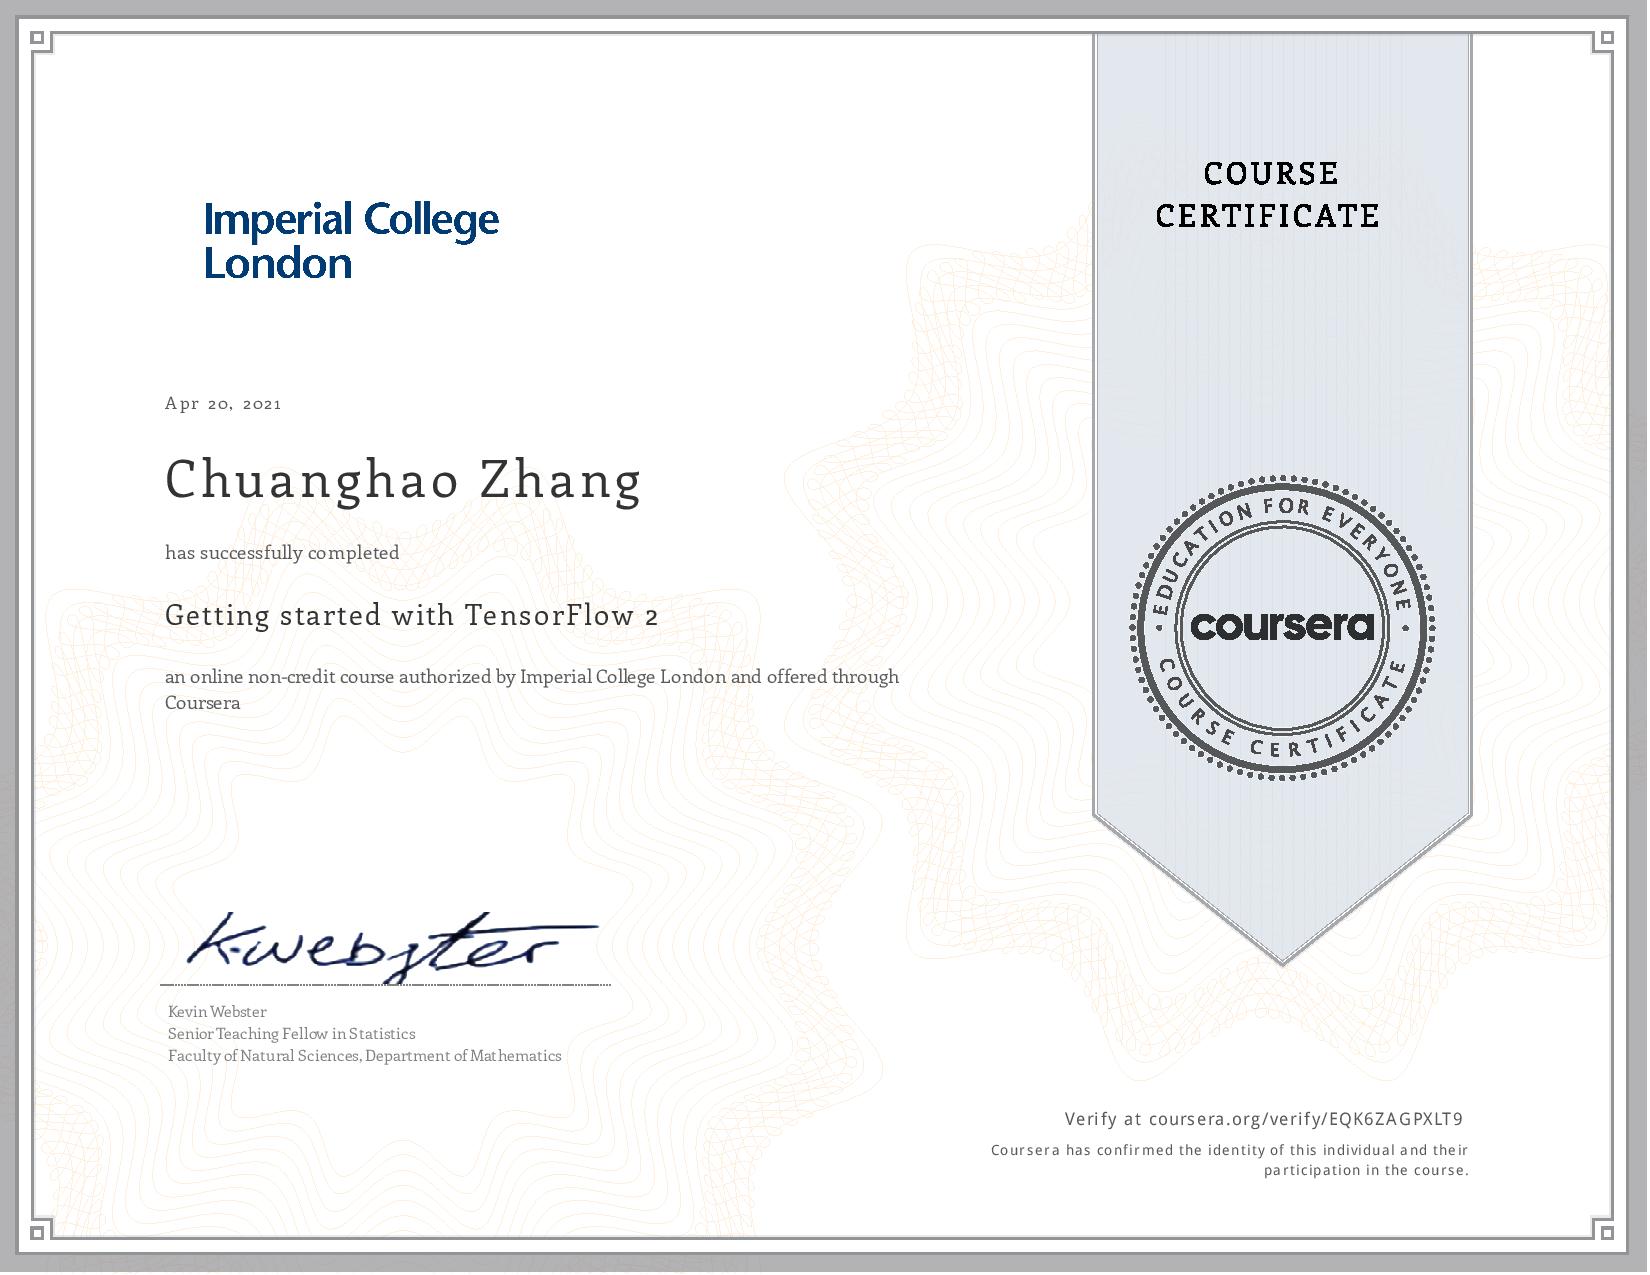 Imperial College
London
COURSE
CERTIFICATE
Apr 20, 2021
Chuanghao Zhang
has successfully completed
Getting started with TensorFlow 2
an online non-credit course authorized by Imperial College London and offered through
Coursera
EDUCATION FOR EVERYONE
coursera
COURSE CERTIFICATE
K Webster
Kevin Webster
Senior Teaching Fellow in Statistics
Faculty of Natural Sciences, Department of Mathematics
Verify at coursera.org/verify/EQK6ZAGPXLT9
Coursera has confirmed the identity of this individual and their
participation in the course.